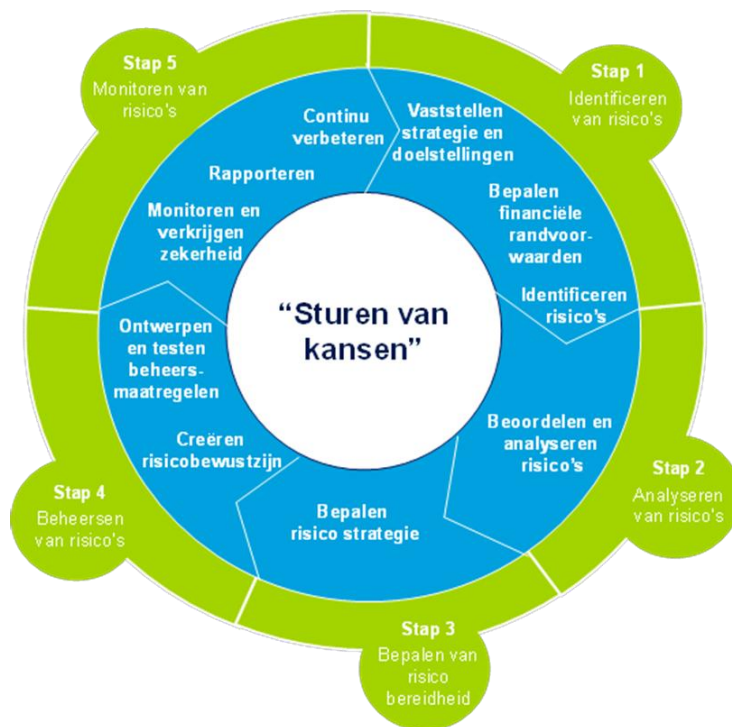 Stap 1
Identificeren
van risico's
Vaststellen
strategie en
doelstellingen
Bepalen
financiële
randvoor-
waarden
Identificeren
risico's
Stap 2
Analyseren
van risico's
Beoordelen en
analyseren
risico's
Stap 3
Bepalen van
risico
bereidheid
Bepalen
risico strategie
Stap 4
Beheersen
van risico's
Creëren
risicobewustzijn
Ontwerpen
en testen
beheers-
maatregelen
Stap 5
Monitoren van
risico's
Monitoren en
verkrijgen
zekerheid
Rapporteren
Continu
verbeteren
“Sturen van
kansen”